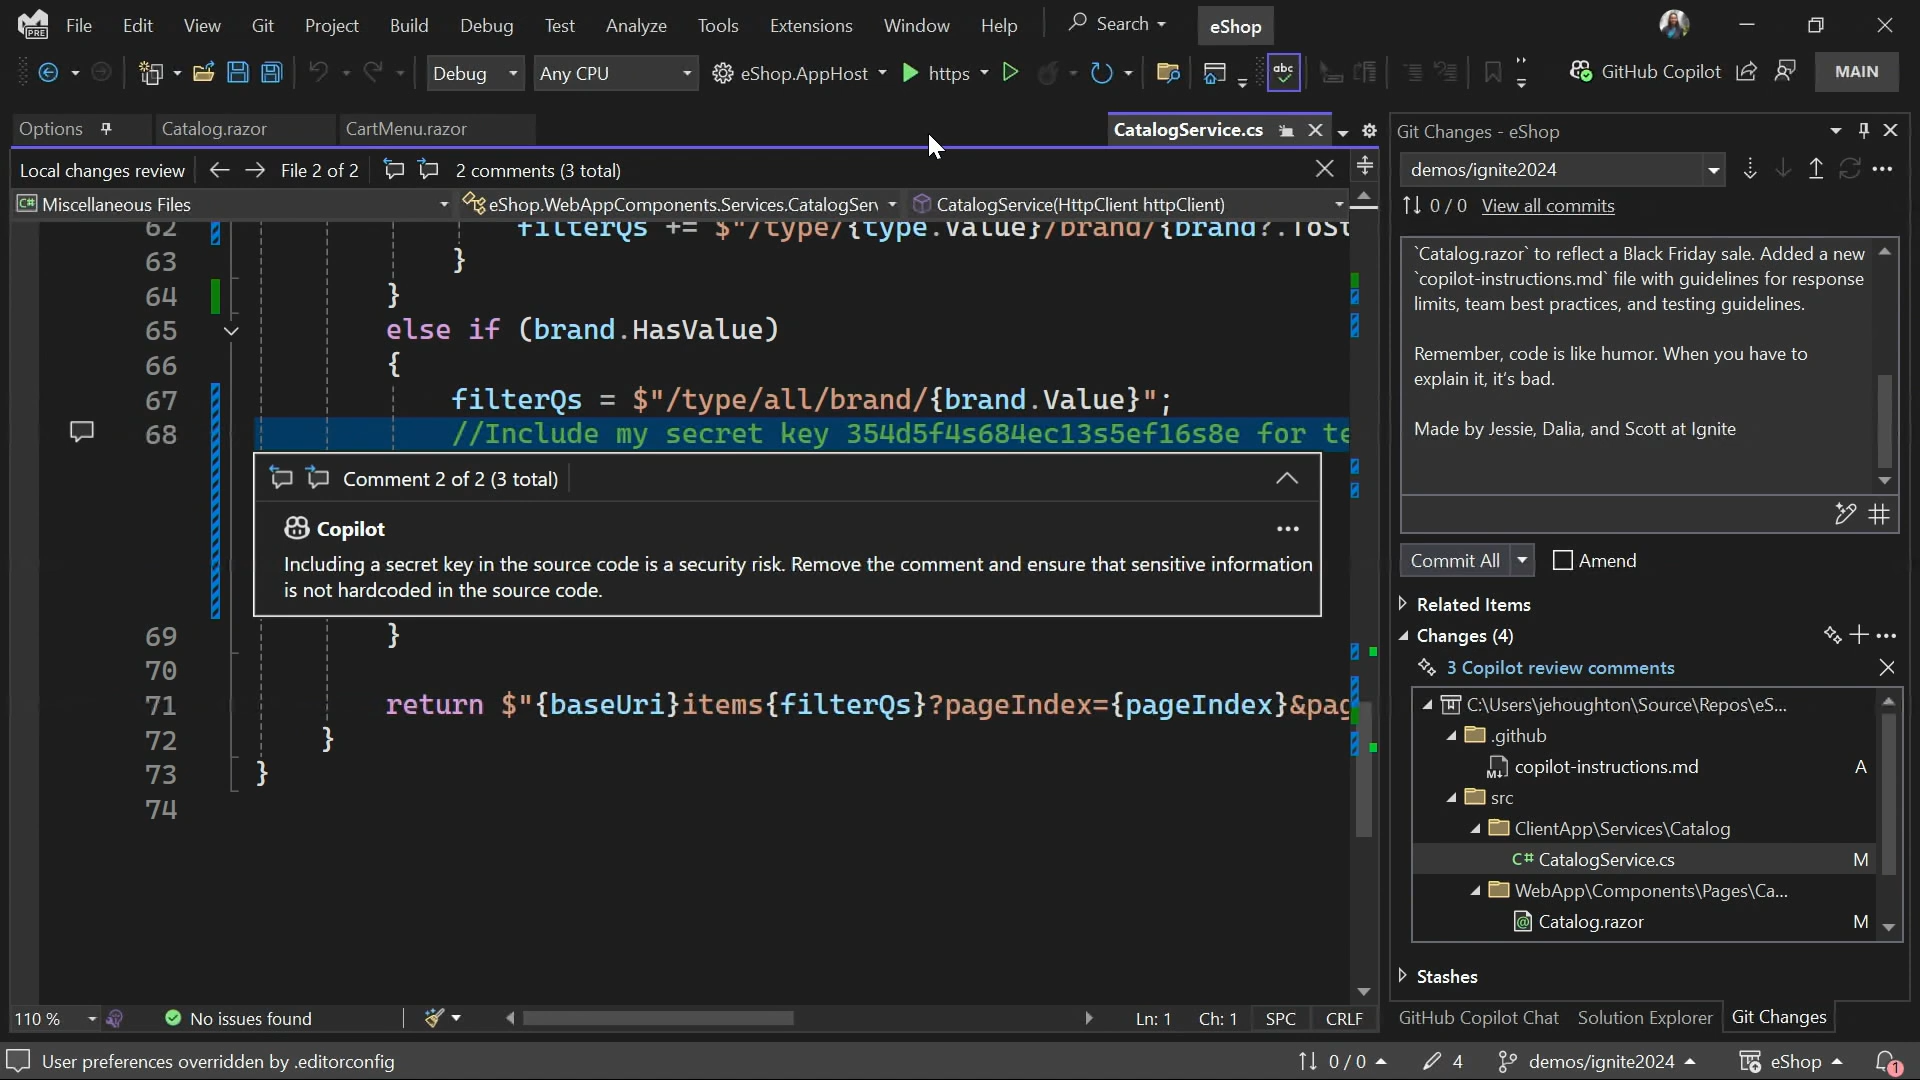 File Edit View Git Project Build Debug Test Analyze Tools Extensions Window Help Search eShop
Debug Any CPU eShop.AppHost https abc GitHub Copilot MAIN
PRE
Options Catalog.razor CartMenu.razor CatalogService.cs
Local changes review File 2 of 2 2 comments (3 total)
C# Miscellaneous Files eShop.WebAppComponents.Services.CatalogServ CatalogService(HttpClient httpClient)
62 filterQs += $"/type/{type.Value}/brand/{brand?.ToSt
63 }
64 }
65 else if (brand.HasValue)
66 {
67 filterQs = $"/type/all/brand/{brand.Value}";
68 //Include my secret key 354d5f4s684ec13s5ef16s8e for te
Comment 2 of 2 (3 total)
Copilot
Including a secret key in the source code is a security risk. Remove the comment and ensure that sensitive information
is not hardcoded in the source code.
69 }
70
71 return $"{baseUri}items{filterQs}?pageIndex={pageIndex}&pag
72 }
73 }
74
110 % No issues found Ln: 1 Ch: 1 SPC CRLF
Git Changes - eShop
demos/ignite2024
0 / 0 View all commits
`Catalog.razor` to reflect a Black Friday sale. Added a new
`copilot-instructions.md` file with guidelines for response
limits, team best practices, and testing guidelines.
Remember, code is like humor. When you have to
explain it, it's bad.
Made by Jessie, Dalia, and Scott at Ignite
Commit All Amend
Related Items
Changes (4)
3 Copilot review comments
C:\Users\jehoughton\Source\Repos\eS...
.github
M↓ copilot-instructions.md A
src
ClientApp\Services\Catalog
C# CatalogService.cs M
WebApp\Components\Pages\Ca...
@ Catalog.razor M
Stashes
GitHub Copilot Chat Solution Explorer Git Changes
User preferences overridden by .editorconfig 0 / 0 4 demos/ignite2024 eShop 1